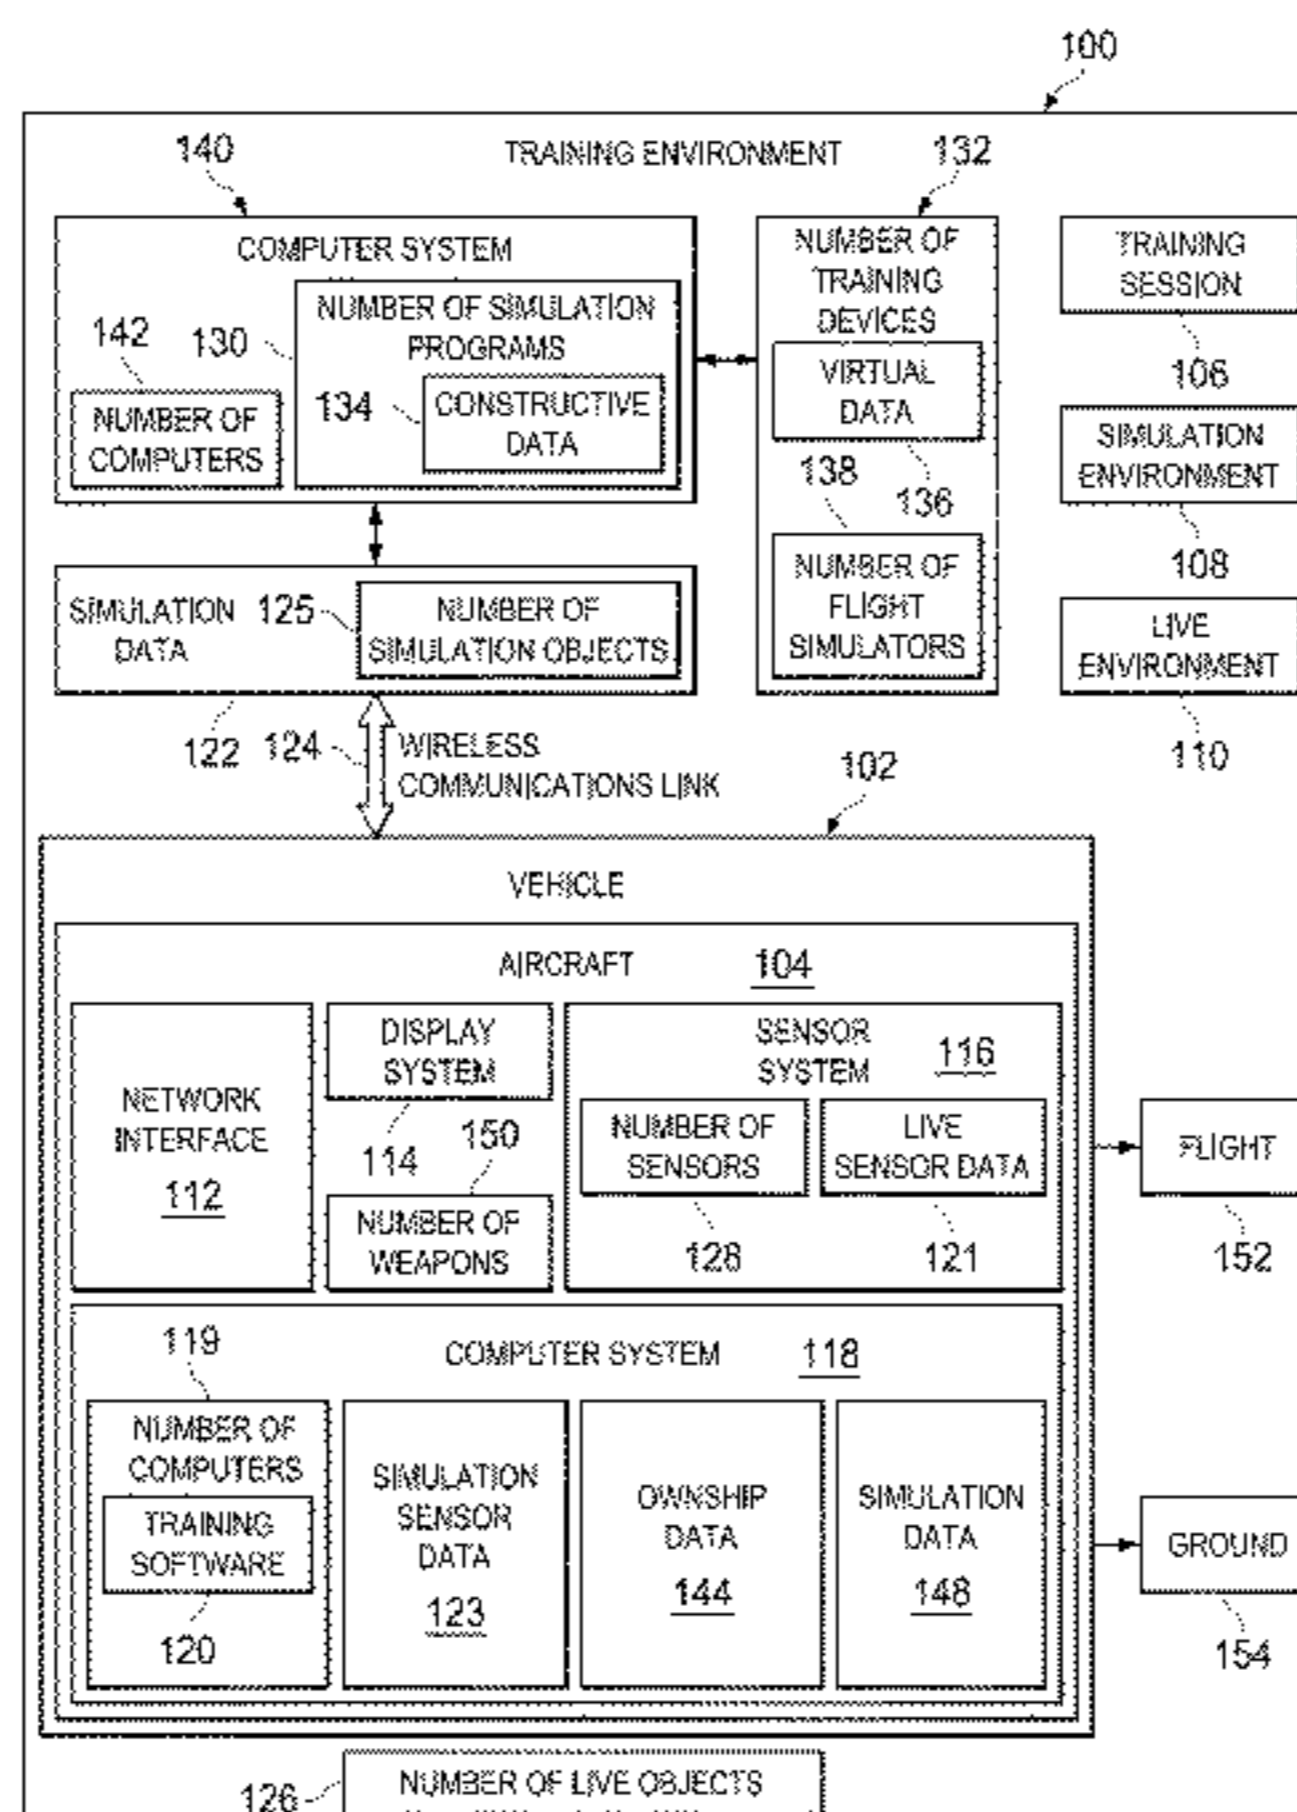 100
TRAINING ENVIRONMENT
140
132
COMPUTER SYSTEM
142
NUMBER OF
COMPUTERS
130
NUMBER OF SIMULATION
PROGRAMS
134
CONSTRUCTIVE
DATA
NUMBER OF
TRAINING
DEVICES
VIRTUAL
DATA
136
138
NUMBER OF
FLIGHT
SIMULATORS
TRAINING
SESSION
106
SIMULATION
ENVIRONMENT
108
LIVE
ENVIRONMENT
110
SIMULATION
DATA
125
NUMBER OF
SIMULATION OBJECTS
122
124
WIRELESS
COMMUNICATIONS LINK
102
VEHICLE
AIRCRAFT 104
NETWORK
INTERFACE
112
DISPLAY
SYSTEM
114
150
NUMBER OF
WEAPONS
SENSOR
SYSTEM
116
NUMBER OF
SENSORS
128
LIVE
SENSOR DATA
121
FLIGHT
152
COMPUTER SYSTEM 118
119
NUMBER OF
COMPUTERS
TRAINING
SOFTWARE
120
SIMULATION
SENSOR
DATA
123
OWNSHIP
DATA
144
SIMULATION
DATA
148
GROUND
154
126
NUMBER OF LIVE OBJECTS